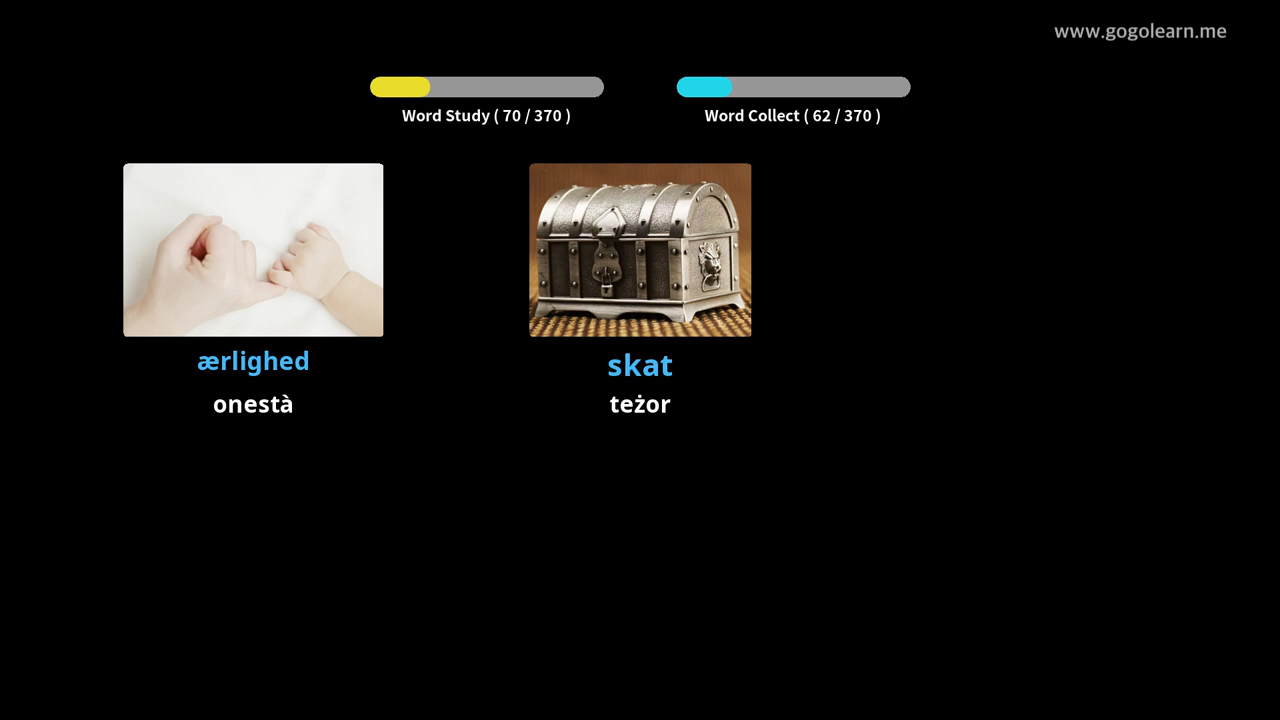 www.gogolearn.me
Word Study ( 70 / 370 )
Word Collect ( 62 / 370 )
ærlighed
onestà
skat
teżor